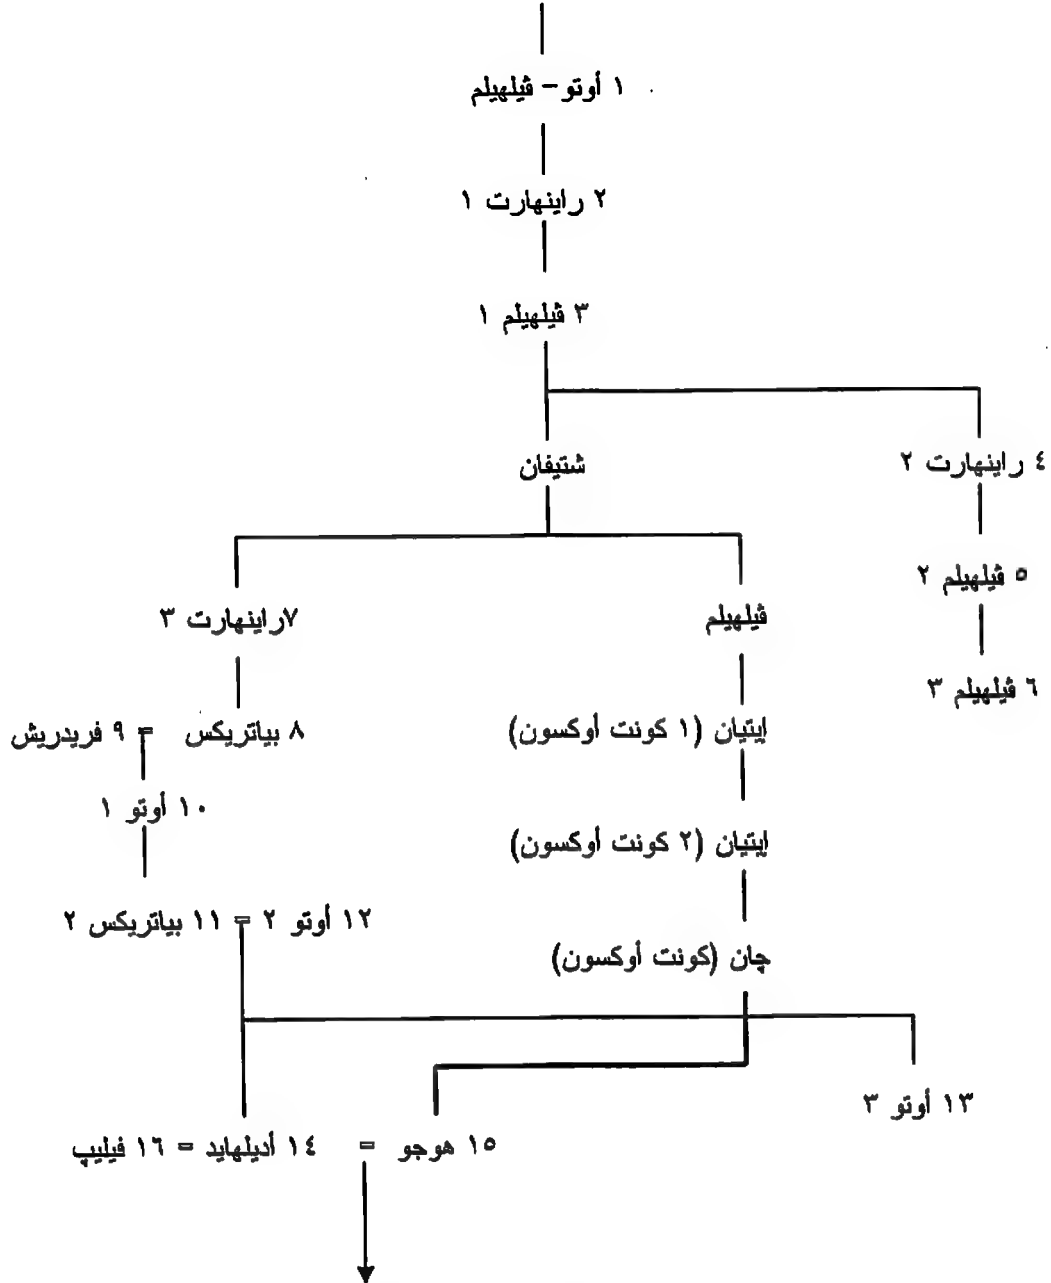 ١ أوتو – ڤيلهيلم
٢ راينهارت ١
٣ ڤيلهيلم ١
٤ راينهارت ٢
شتيفان
٥ ڤيلهيلم ٢
ڤيلهيلم
٧راينهارت ٣
٦ ڤيلهيلم ٣
إيتيان (١ كونت أوكسون)
٨ بياتريكس = ٩ فريدريش
١٠ أوتو ١
إيتيان (٢ كونت أوكسون)
١٢ أوتو ٢ = ١١ بياتريكس ٢
چان (كونت أوكسون)
١٣ أوتو ٣
١٥ هوجو = ١٤ أديلهايد = ١٦ فيليپ